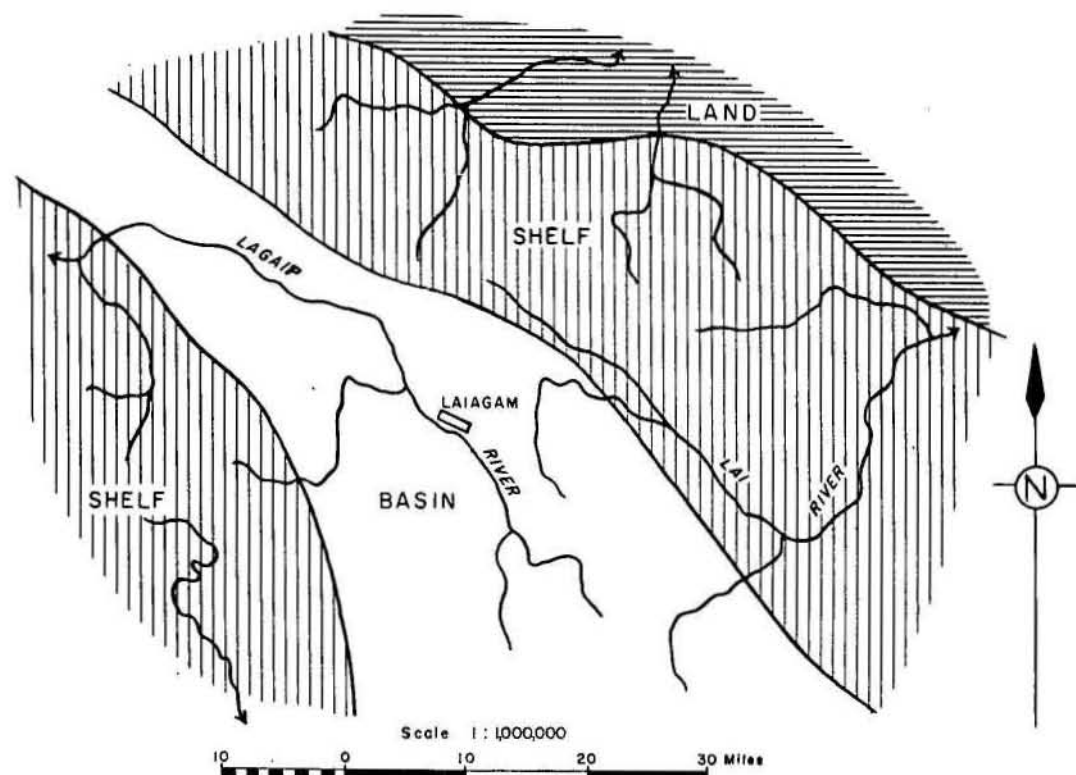 LAND
SHELF
LAGAIP
LAIAGAM
RIVER
LAI
RIVER
BASIN
SHELF
N
Scale 1 : 1,000,000
10 0 10 20 30 Miles